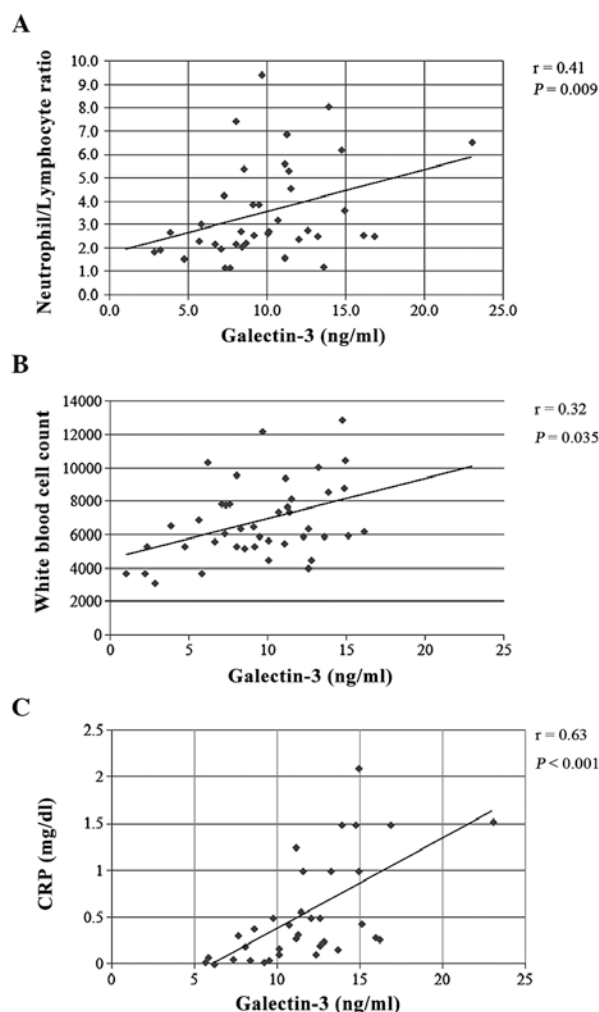 A
Neutrophil/Lymphocyte ratio
10.0
9.0
8.0
7.0
6.0
5.0
4.0
3.0
2.0
1.0
0.0
0.0 5.0 10.0 15.0 20.0 25.0
Galectin-3 (ng/ml)
r = 0.41
P = 0.009
B
White blood cell count
14000
12000
10000
8000
6000
4000
2000
0
0 5 10 15 20 25
Galectin-3 (ng/ml)
r = 0.32
P = 0.035
C
CRP (mg/dl)
2.5
2
1.5
1
0.5
0
0 5 10 15 20 25
Galectin-3 (ng/ml)
r = 0.63
P < 0.001